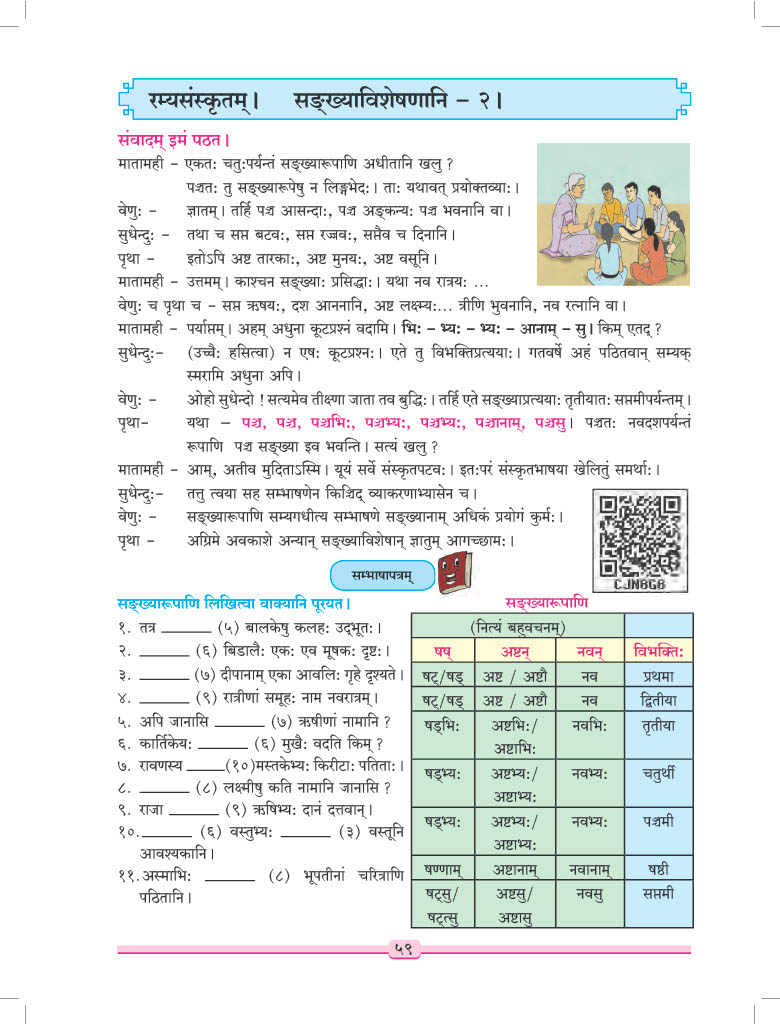 रम्यसंस्कृतम्। सङ्ख्याविशेषणानि – २।
संवादम् इमं पठत।
मातामही – एकतः चतुःपर्यन्तं सङ्ख्यारूपाणि अधीतानि खलु ?
पञ्चतः तु सङ्ख्यारूपेषु न लिङ्गभेदः। ताः यथावत् प्रयोक्तव्याः।
वेणुः – ज्ञातम्। तर्हि पञ्च आसन्दाः, पञ्च अङ्कन्यः पञ्च भवनानि वा।
सुधेन्दुः – तथा च सप्त बटवः, सप्त रज्जवः, सप्तैव च दिनानि।
पृथा – इतोऽपि अष्ट तारकाः, अष्ट मुनयः, अष्ट वसूनि।
मातामही – उत्तमम्। काश्चन सङ्ख्याः प्रसिद्धाः। यथा नव रात्रयः ...
वेणुः च पृथा च – सप्त ऋषयः, दश आननानि, अष्ट लक्ष्म्यः... त्रीणि भुवनानि, नव रत्नानि वा।
मातामही – पर्याप्तम्। अहम् अधुना कूटप्रश्नं वदामि। भिः – भ्यः – भ्यः – आनाम् – सु। किम् एतद् ?
सुधेन्दुः– (उच्चैः हसित्वा) न एषः कूटप्रश्नः। एते तु विभक्तिप्रत्ययाः। गतवर्षे अहं पठितवान् सम्यक्
स्मरामि अधुना अपि।
वेणुः – ओहो सुधेन्दो ! सत्यमेव तीक्ष्णा जाता तव बुद्धिः। तर्हि एते सङ्ख्याप्रत्ययाः तृतीयातः सप्तमीपर्यन्तम्।
पृथा– यथा – पञ्च, पञ्च, पञ्चभिः, पञ्चभ्यः, पञ्चभ्यः, पञ्चानाम्, पञ्चसु। पञ्चतः नवदशपर्यन्तं
रूपाणि पञ्च सङ्ख्या इव भवन्ति। सत्यं खलु ?
मातामही – आम्, अतीव मुदिताऽस्मि। यूयं सर्वे संस्कृतपटवः। इतःपरं संस्कृतभाषया खेलितुं समर्थाः।
सुधेन्दुः– तत्तु त्वया सह सम्भाषणेन किञ्चिद् व्याकरणाभ्यासेन च।
वेणुः – सङ्ख्यारूपाणि सम्यगधीत्य सम्भाषणे सङ्ख्यानाम् अधिकं प्रयोगं कुर्मः।
पृथा – अग्रिमे अवकाशे अन्यान् सङ्ख्याविशेषान् ज्ञातुम् आगच्छामः।
CJN8G8
सम्भाषापत्रम्
सङ्ख्यारूपाणि लिखित्वा वाक्यानि पूरयत।
१. तत्र ______ (५) बालकेषु कलहः उद्भूतः।
२. ______ (६) बिडालैः एकः एव मूषकः दृष्टः।
३. ______ (७) दीपानाम् एका आवलिः गृहे दृश्यते।
४. ______ (९) रात्रीणां समूहः नाम नवरात्रम्।
५. अपि जानासि ______ (७) ऋषीणां नामानि ?
६. कार्तिकेयः ______ (६) मुखैः वदति किम् ?
७. रावणस्य ______(१०)मस्तकेभ्यः किरीटाः पतिताः।
८. ______ (८) लक्ष्मीषु कति नामानि जानासि ?
९. राजा ______ (९) ऋषिभ्यः दानं दत्तवान्।
१०.______ (६) वस्तुभ्यः ______ (३) वस्तूनि
आवश्यकानि।
११.अस्माभिः ______ (८) भूपतीनां चरित्राणि
पठितानि।
सङ्ख्यारूपाणि
(नित्यं बहुवचनम्)
षष् अष्टन् नवन् विभक्तिः
षट्/षड् अष्ट / अष्टौ नव प्रथमा
षट्/षड् अष्ट / अष्टौ नव द्वितीया
षड्भिः अष्टभिः/ नवभिः तृतीया
अष्टाभिः
षड्भ्यः अष्टभ्यः/ नवभ्यः चतुर्थी
अष्टाभ्यः
षड्भ्यः अष्टभ्यः/ नवभ्यः पञ्चमी
अष्टाभ्यः
षण्णाम् अष्टानाम् नवानाम् षष्ठी
षट्सु/ अष्टसु/ नवसु सप्तमी
षट्त्सु अष्टासु
५९